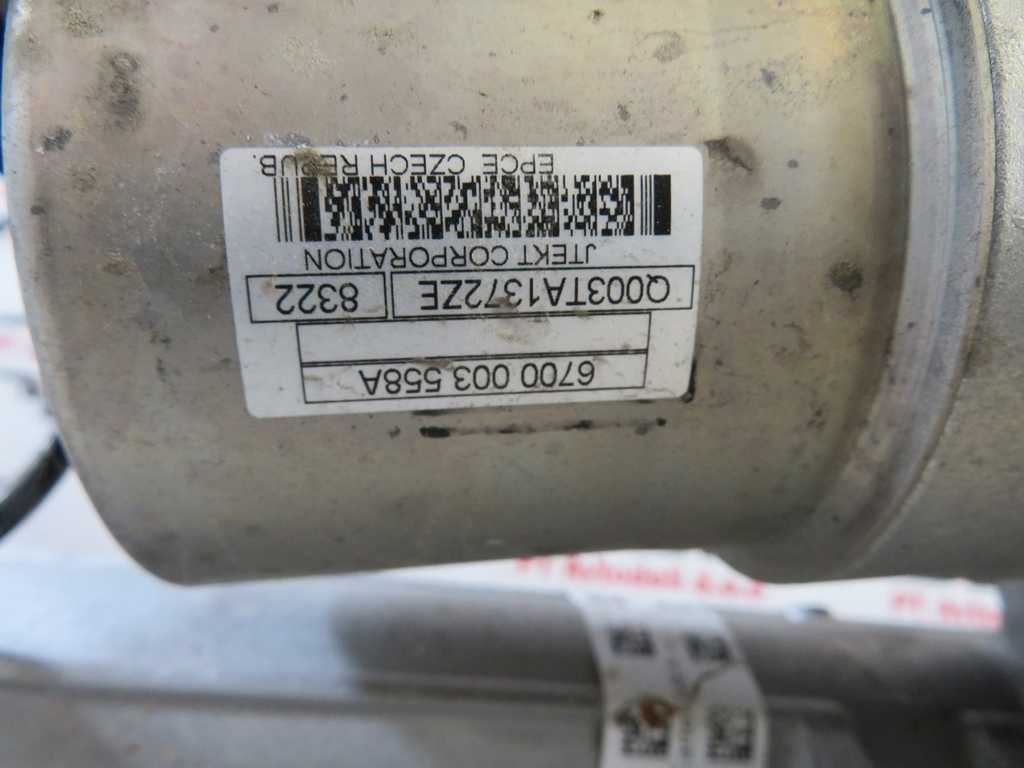 6700 003 558A
Q003TA1372ZE 8322
JTEKT CORPORATION
EPCE CZECH REPUB.